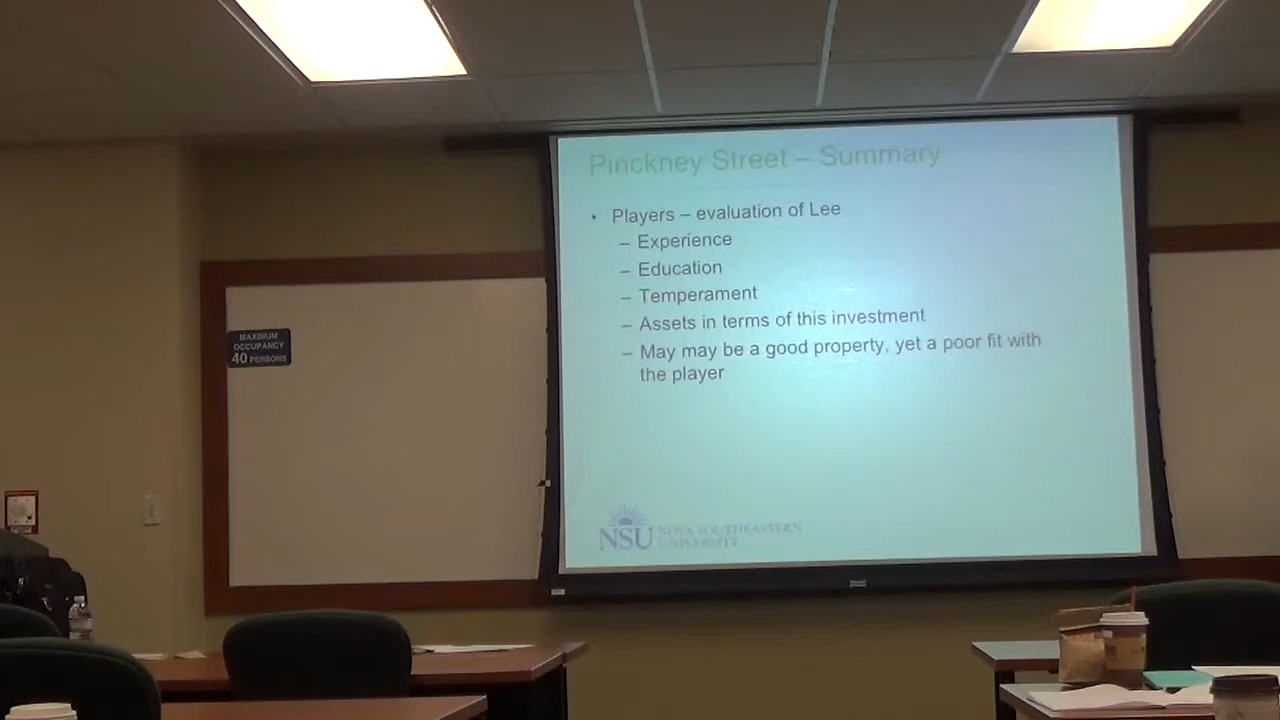 Pinckney Street – Summary
• Players – evaluation of Lee
– Experience
– Education
– Temperament
– Assets in terms of this investment
– May may be a good property, yet a poor fit with
the player
NSU NOVA SOUTHEASTERN
UNIVERSITY
MAXIMUM
OCCUPANCY
40 PERSONS